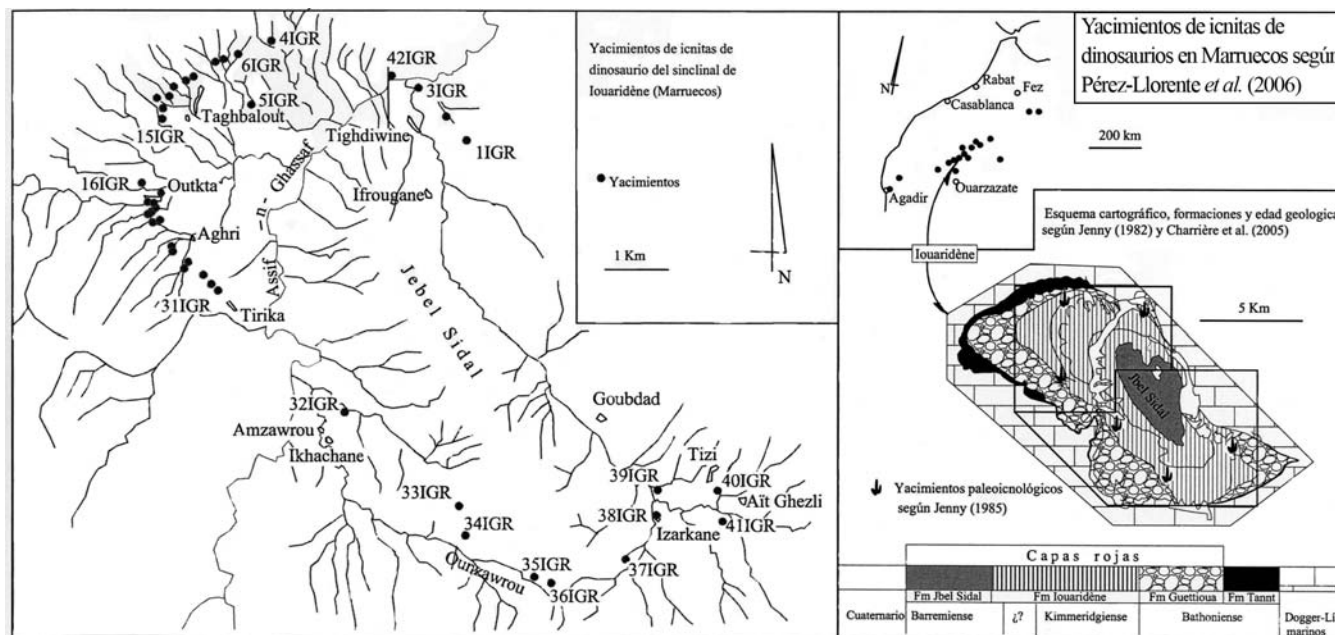 4IGR
6IGR
42IGR
3IGR
5IGR
Taghbalout
15IGR
Tighdiwine
1IGR
Assif -n- Ghassaf
16IGR
Outkta
Ifrougane
Aghri
Jebel Sidal
31IGR
Tirika
32IGR
Goubdad
Amzawrou
Ikhachane
Tizi
39IGR
40IGR
33IGR
Aït Ghezli
38IGR
34IGR
Izarkane
41IGR
Ounzawrou
35IGR
37IGR
36IGR
Yacimientos de icnitas de
dinosaurio del sinclinal de
Iouaridène (Marruecos)
Yacimientos
1 Km
N
N
Rabat
Fez
Casablanca
Agadir
Ouarzazate
Yacimientos de icnitas de
dinosaurios en Marruecos según
Pérez-Llorente et al. (2006)
200 km
Esquema cartográfico, formaciones y edad geologica
según Jenny (1982) y Charrière et al. (2005)
Iouaridène
5 Km
Jbel Sidal
Yacimientos paleoicnológicos
según Jenny (1985)
Capas rojas
Fm Jbel Sidal
Fm Iouaridène
Fm Guettioua
Fm Tannt
Cuaternario
Barremiense
¿?
Kimmeridgiense
Bathoniense
Dogger-Lí
marinos